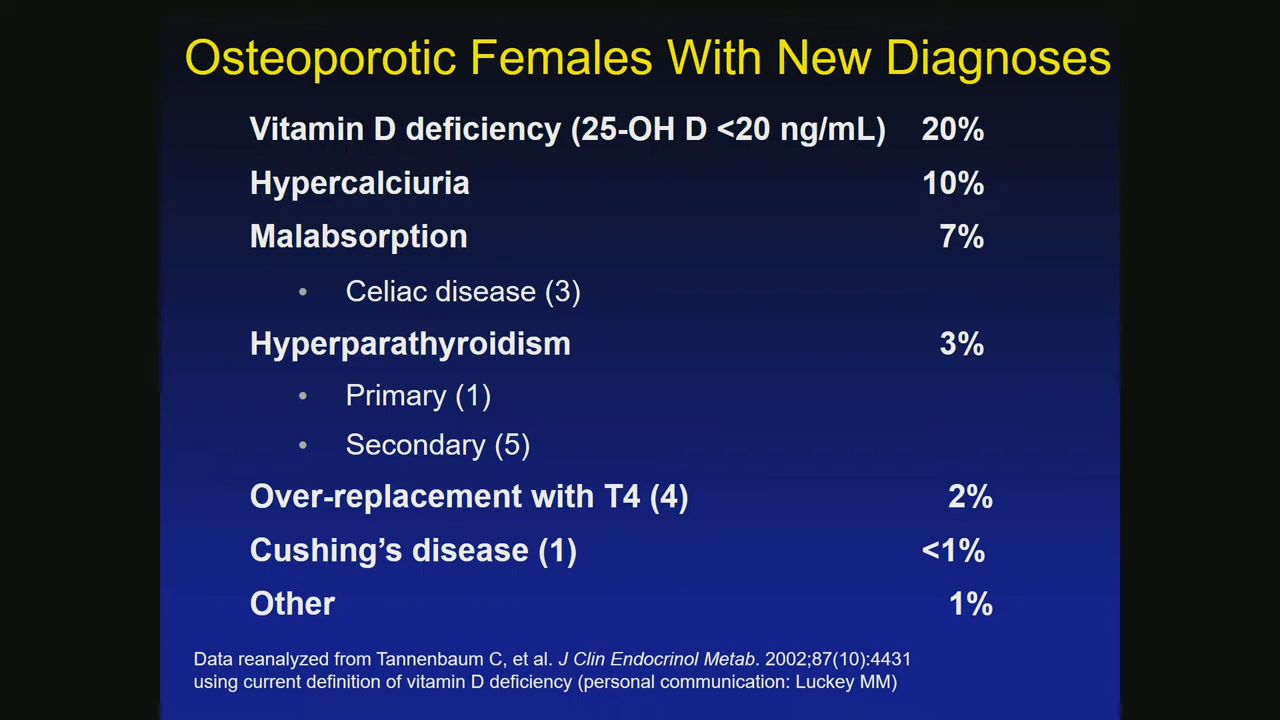 Osteoporotic Females With New Diagnoses
Vitamin D deficiency (25-OH D <20 ng/mL) 20%
Hypercalciuria 10%
Malabsorption 7%
• Celiac disease (3)
Hyperparathyroidism 3%
• Primary (1)
• Secondary (5)
Over-replacement with T4 (4) 2%
Cushing’s disease (1) <1%
Other 1%
Data reanalyzed from Tannenbaum C, et al. J Clin Endocrinol Metab. 2002;87(10):4431
using current definition of vitamin D deficiency (personal communication: Luckey MM)